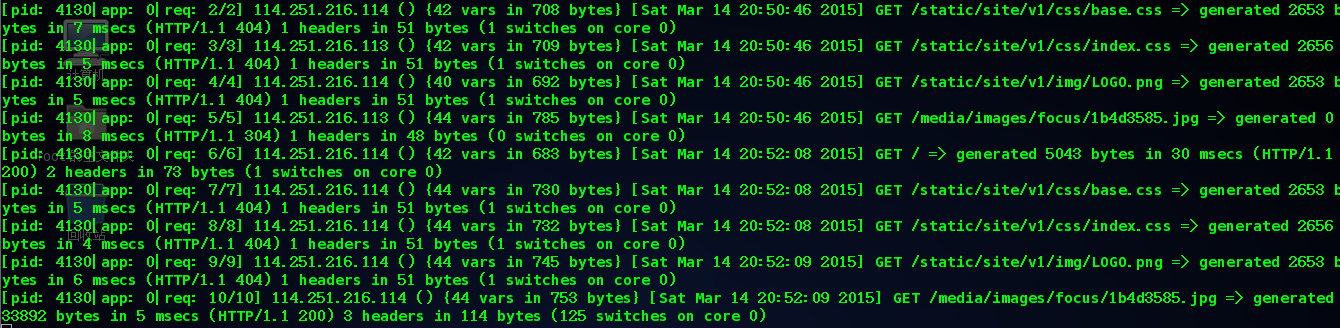 [pid: 4130|app: 0|req: 2/2] 114.251.216.114 () {42 vars in 708 bytes} [Sat Mar 14 20:50:46 2015] GET /static/site/v1/css/base.css => generated 2653 b
ytes in 7 msecs (HTTP/1.1 404) 1 headers in 51 bytes (1 switches on core 0)
[pid: 4130|app: 0|req: 3/3] 114.251.216.113 () {42 vars in 709 bytes} [Sat Mar 14 20:50:46 2015] GET /static/site/v1/css/index.css => generated 2656
bytes in 5 msecs (HTTP/1.1 404) 1 headers in 51 bytes (1 switches on core 0)
计算机
[pid: 4130|app: 0|req: 4/4] 114.251.216.114 () {40 vars in 692 bytes} [Sat Mar 14 20:50:46 2015] GET /static/site/v1/img/LOGO.png => generated 2653 b
ytes in 5 msecs (HTTP/1.1 404) 1 headers in 51 bytes (1 switches on core 0)
[pid: 4130|app: 0|req: 5/5] 114.251.216.113 () {44 vars in 785 bytes} [Sat Mar 14 20:50:46 2015] GET /media/images/focus/1b4d3585.jpg => generated 0
bytes in 8 msecs (HTTP/1.1 304) 1 headers in 48 bytes (0 switches on core 0)
[pid: 4130|app: 0|req: 6/6] 114.251.216.114 () {42 vars in 683 bytes} [Sat Mar 14 20:52:08 2015] GET / => generated 5043 bytes in 30 msecs (HTTP/1.1
200) 2 headers in 73 bytes (1 switches on core 0)
[pid: 4130|app: 0|req: 7/7] 114.251.216.114 () {44 vars in 730 bytes} [Sat Mar 14 20:52:08 2015] GET /static/site/v1/css/base.css => generated 2653 b
ytes in 5 msecs (HTTP/1.1 404) 1 headers in 51 bytes (1 switches on core 0)
[pid: 4130|app: 0|req: 8/8] 114.251.216.114 () {44 vars in 732 bytes} [Sat Mar 14 20:52:08 2015] GET /static/site/v1/css/index.css => generated 2656
bytes in 4 msecs (HTTP/1.1 404) 1 headers in 51 bytes (1 switches on core 0)
回收站
[pid: 4130|app: 0|req: 9/9] 114.251.216.114 () {44 vars in 745 bytes} [Sat Mar 14 20:52:09 2015] GET /static/site/v1/img/LOGO.png => generated 2653 b
ytes in 6 msecs (HTTP/1.1 404) 1 headers in 51 bytes (1 switches on core 0)
[pid: 4130|app: 0|req: 10/10] 114.251.216.114 () {44 vars in 753 bytes} [Sat Mar 14 20:52:09 2015] GET /media/images/focus/1b4d3585.jpg => generated
33892 bytes in 5 msecs (HTTP/1.1 200) 3 headers in 114 bytes (125 switches on core 0)